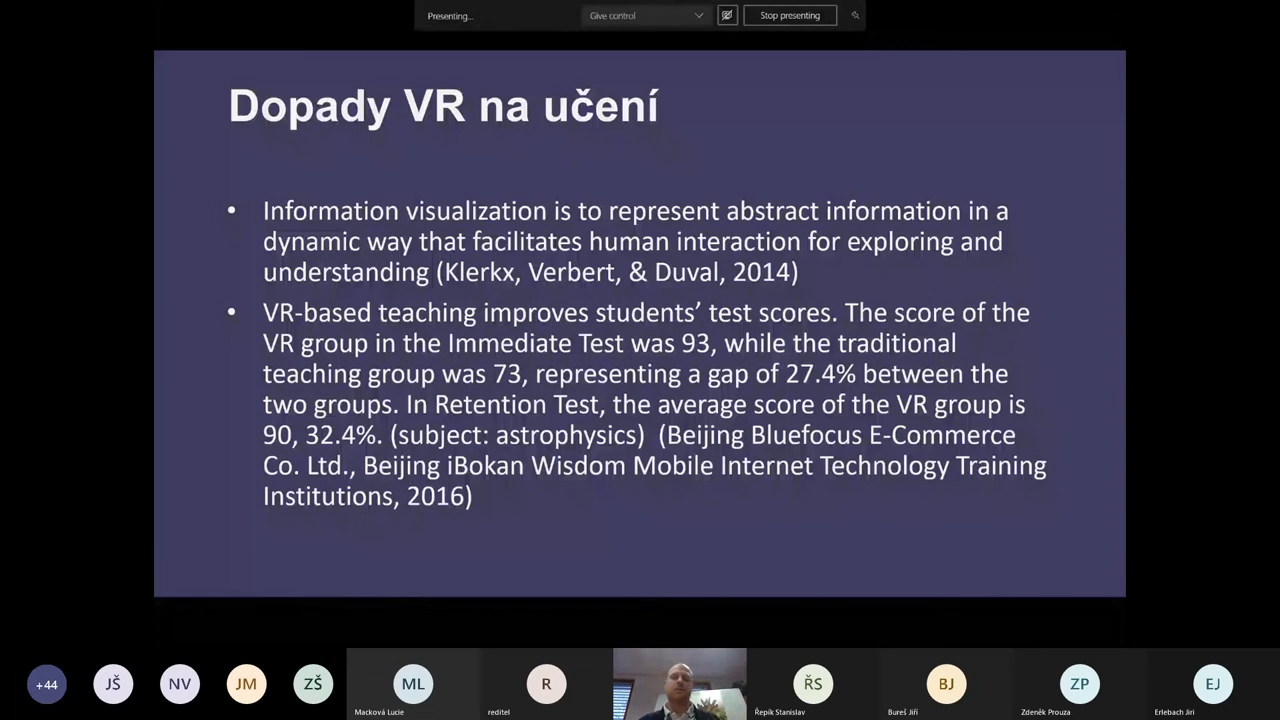 Presenting...
Give control
Stop presenting
Dopady VR na učení
• Information visualization is to represent abstract information in a
dynamic way that facilitates human interaction for exploring and
understanding (Klerkx, Verbert, & Duval, 2014)
• VR-based teaching improves students’ test scores. The score of the
VR group in the Immediate Test was 93, while the traditional
teaching group was 73, representing a gap of 27.4% between the
two groups. In Retention Test, the average score of the VR group is
90, 32.4%. (subject: astrophysics)  (Beijing Bluefocus E-Commerce
Co. Ltd., Beijing iBokan Wisdom Mobile Internet Technology Training
Institutions, 2016)
+44
JŠ
NV
JM
ZŠ
ML
Macková Lucie
R
reditel
ŘS
Řepík Stanislav
BJ
Bureš Jiří
ZP
Zdeněk Prouza
EJ
Erlebach Jiri